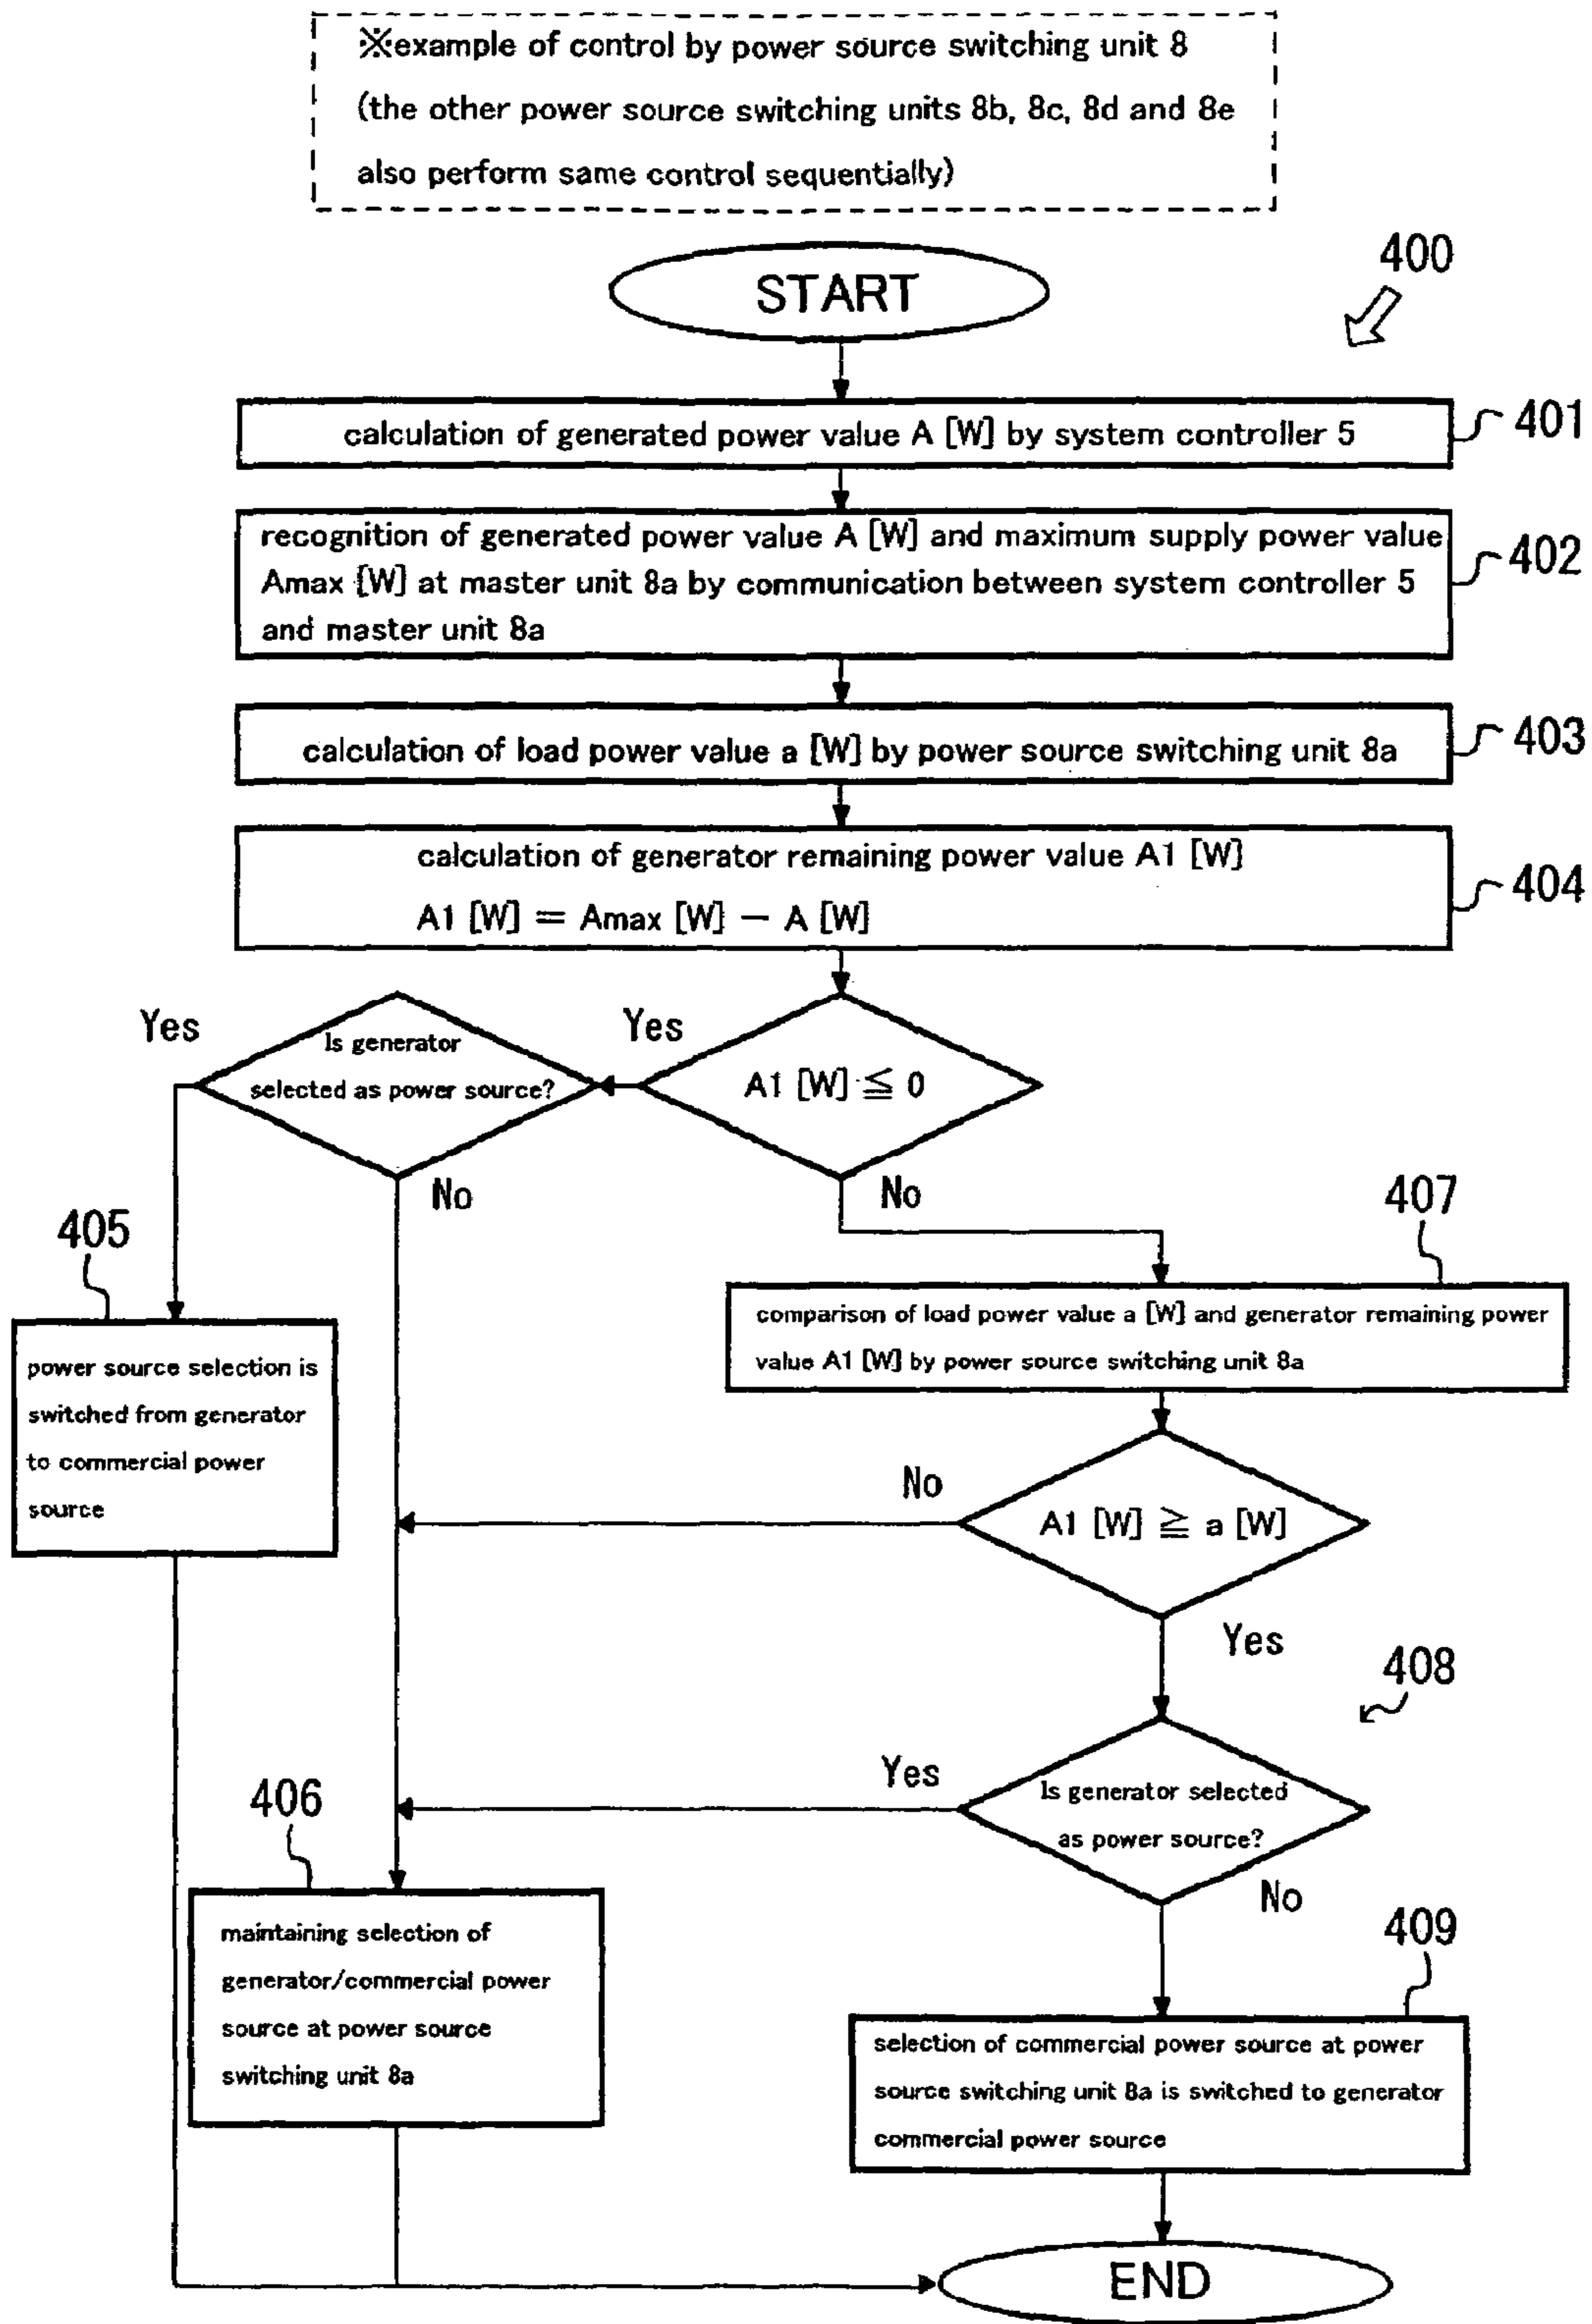 ※example of control by power source switching unit 8
(the other power source switching units 8b, 8c, 8d and 8e
also perform same control sequentially)
400
START
calculation of generated power value A [W] by system controller 5
401
recognition of generated power value A [W] and maximum supply power value
Amax [W] at master unit 8a by communication between system controller 5
and master unit 8a
402
calculation of load power value a [W] by power source switching unit 8a
403
calculation of generator remaining power value A1 [W]
A1 [W] = Amax [W] − A [W]
404
Yes
Is generator
selected as power source?
Yes
A1 [W] ≦ 0
No
No
405
407
power source selection is
switched from generator
to commercial power
source
comparison of load power value a [W] and generator remaining power
value A1 [W] by power source switching unit 8a
No
A1 [W] ≧ a [W]
Yes
408
Yes
Is generator selected
as power source?
No
406
maintaining selection of
generator/commercial power
source at power source
switching unit 8a
409
selection of commercial power source at power
source switching unit 8a is switched to generator
commercial power source
END